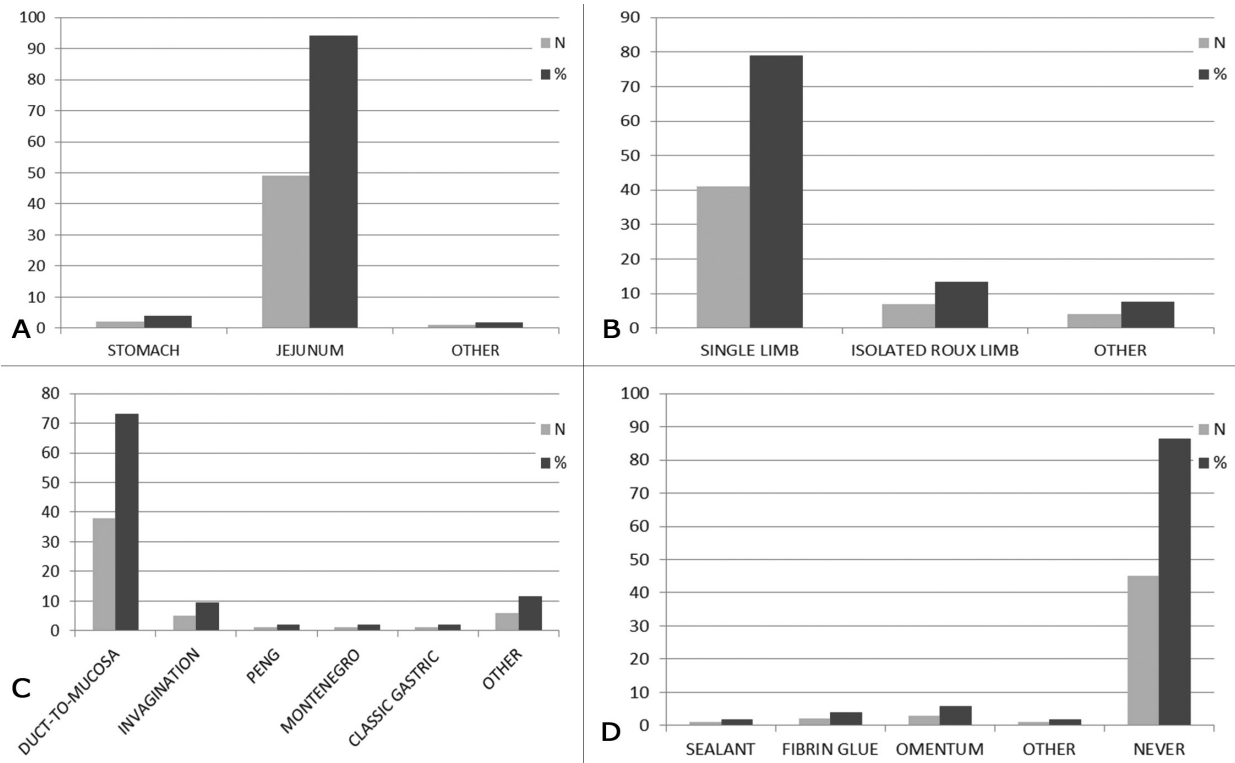 100
90
80
70
60
50
40
30
20
10
0
N
%
A
STOMACH JEJUNUM OTHER
90
80
70
60
50
40
30
20
10
0
N
%
B
SINGLE LIMB ISOLATED ROUX LIMB OTHER
80
70
60
50
40
30
20
10
0
N
%
C
DUCT-TO-MUCOSA
INVAGINATION
PENG
MONTENEGRO
CLASSIC GASTRIC
OTHER
100
90
80
70
60
50
40
30
20
10
0
N
%
D
SEALANT FIBRIN GLUE OMENTUM OTHER NEVER